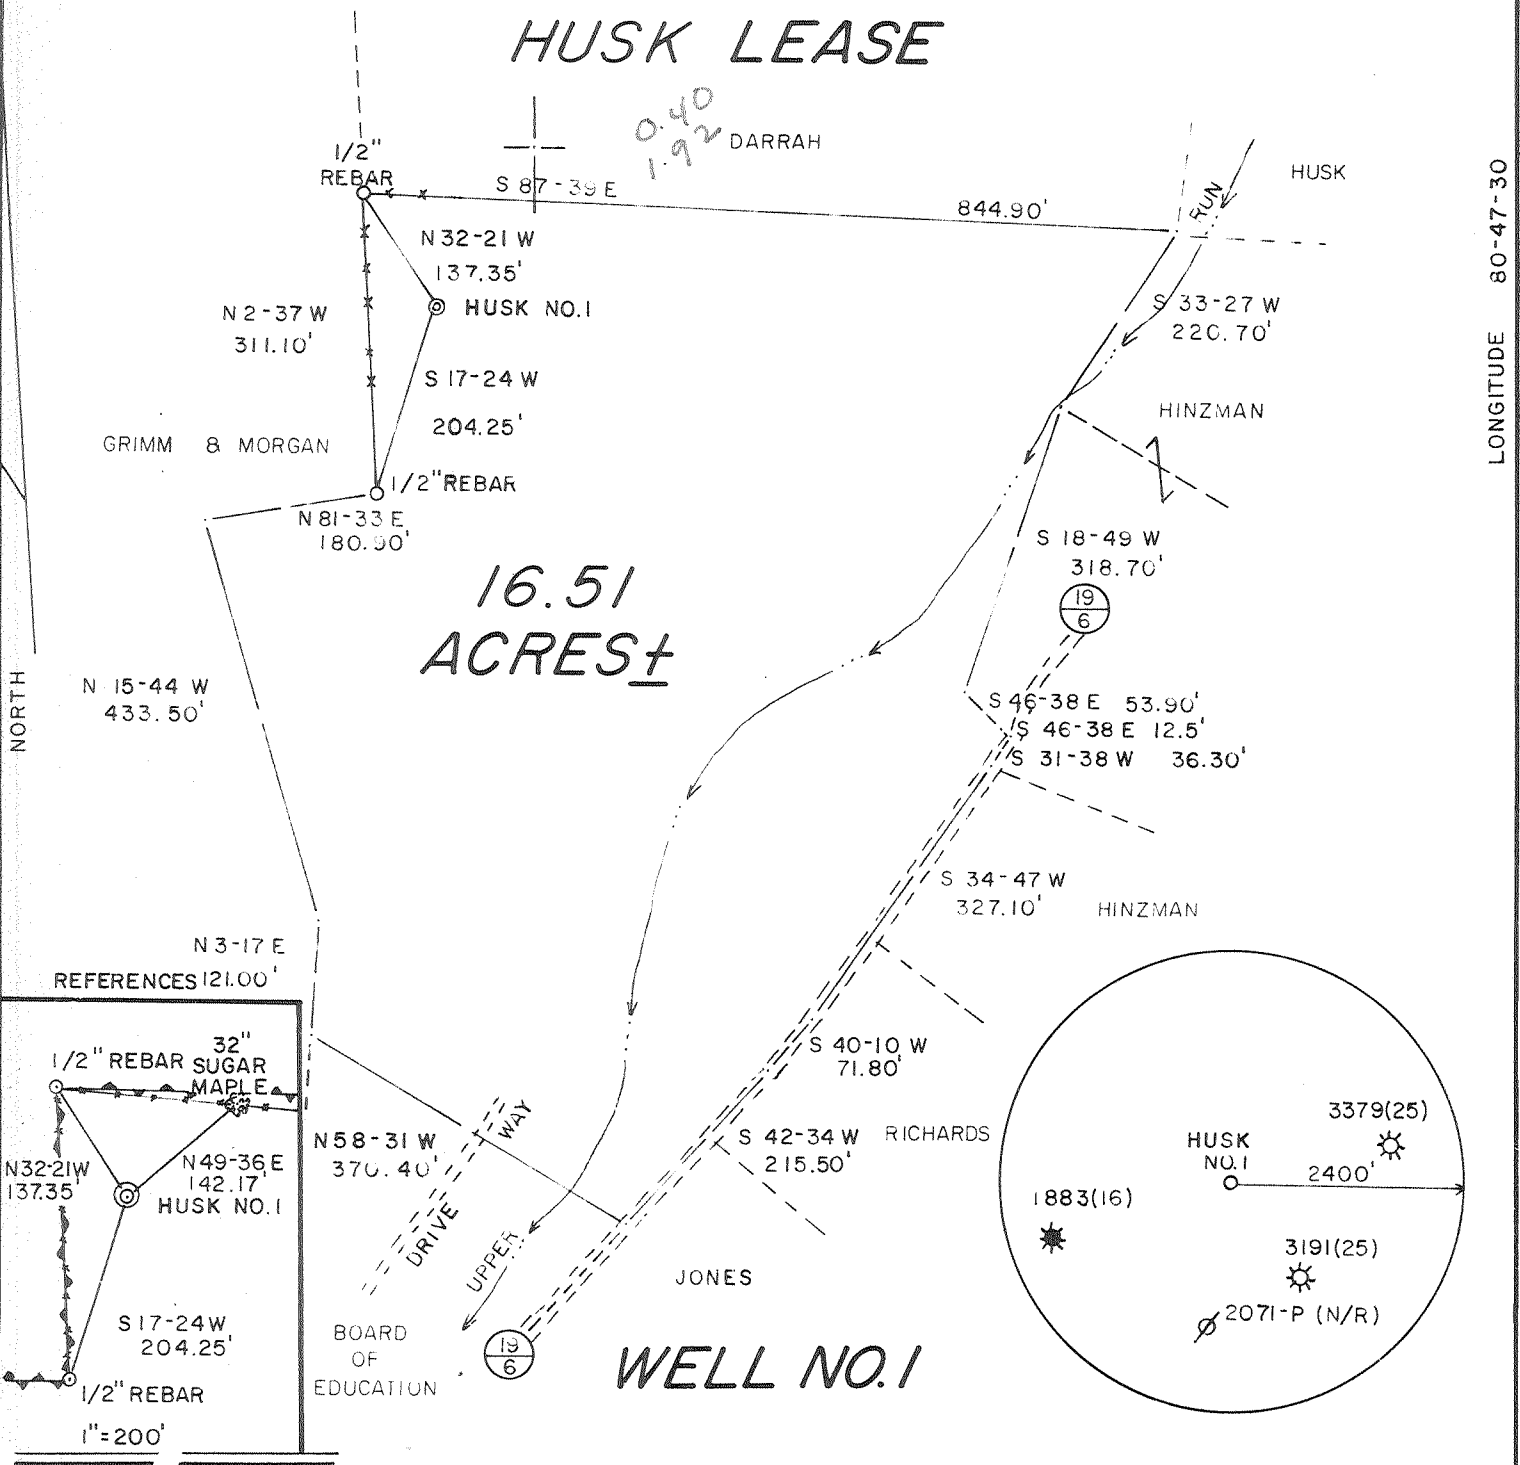 HUSK LEASE
0.40
1.92
DARRAH
1/2"
REBAR
S 87-39 E
844.90'
RUN
HUSK
LONGITUDE 80-47-30
N 32-21 W
137.35'
HUSK NO.1
N 2-37 W
311.10'
S 33-27 W
220.70'
S 17-24 W
204.25'
HINZMAN
GRIMM & MORGAN
1/2" REBAR
N 81-33 E
180.90'
S 18-49 W
318.70'
19
6
16.51
ACRES±
N 15-44 W
433.50'
NORTH
S 46-38 E 53.90'
S 46-38 E 12.5'
S 31-38 W 36.30'
S 34-47 W
327.10'
HINZMAN
N 3-17 E
121.00'
REFERENCES
1/2" REBAR
32"
SUGAR
MAPLE
N32-21W
137.35'
N49-36E
142.17'
HUSK NO.1
S 17-24W
204.25'
1/2" REBAR
1"=200'
S 40-10 W
71.80'
N58-31 W
370.40'
DRIVE WAY
S 42-34 W
215.50'
RICHARDS
UPPER
JONES
BOARD
OF
EDUCATION
19
6
WELL NO.1
3379(25)
HUSK
NO.1
2400'
1883(16)
3191(25)
2071-P (N/R)